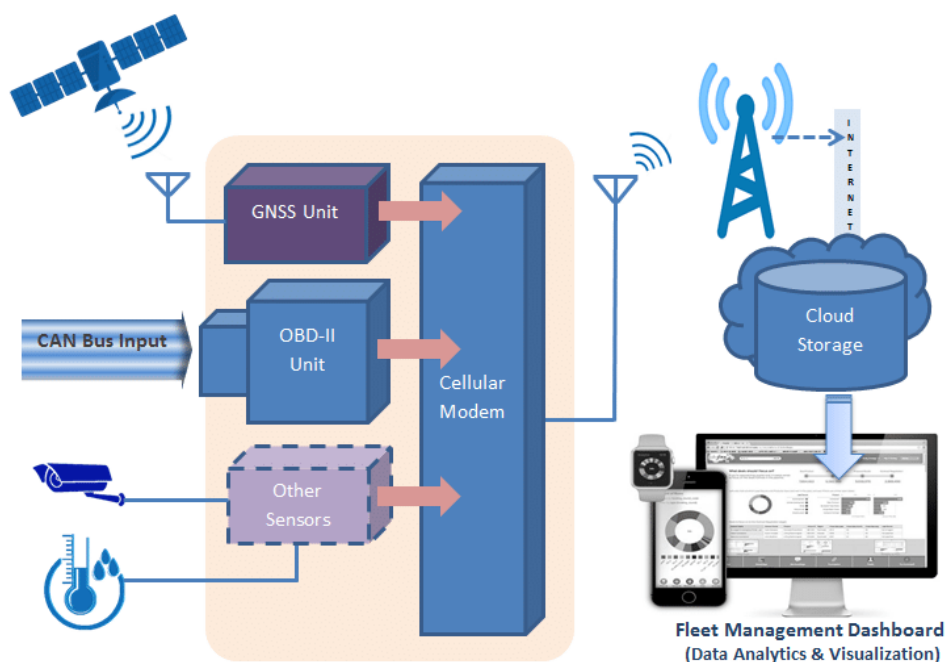 GNSS Unit
CAN Bus Input
OBD-II
Unit
Other
Sensors
Cellular
Modem
INTERNET
Cloud
Storage
Fleet Management Dashboard
(Data Analytics & Visualization)